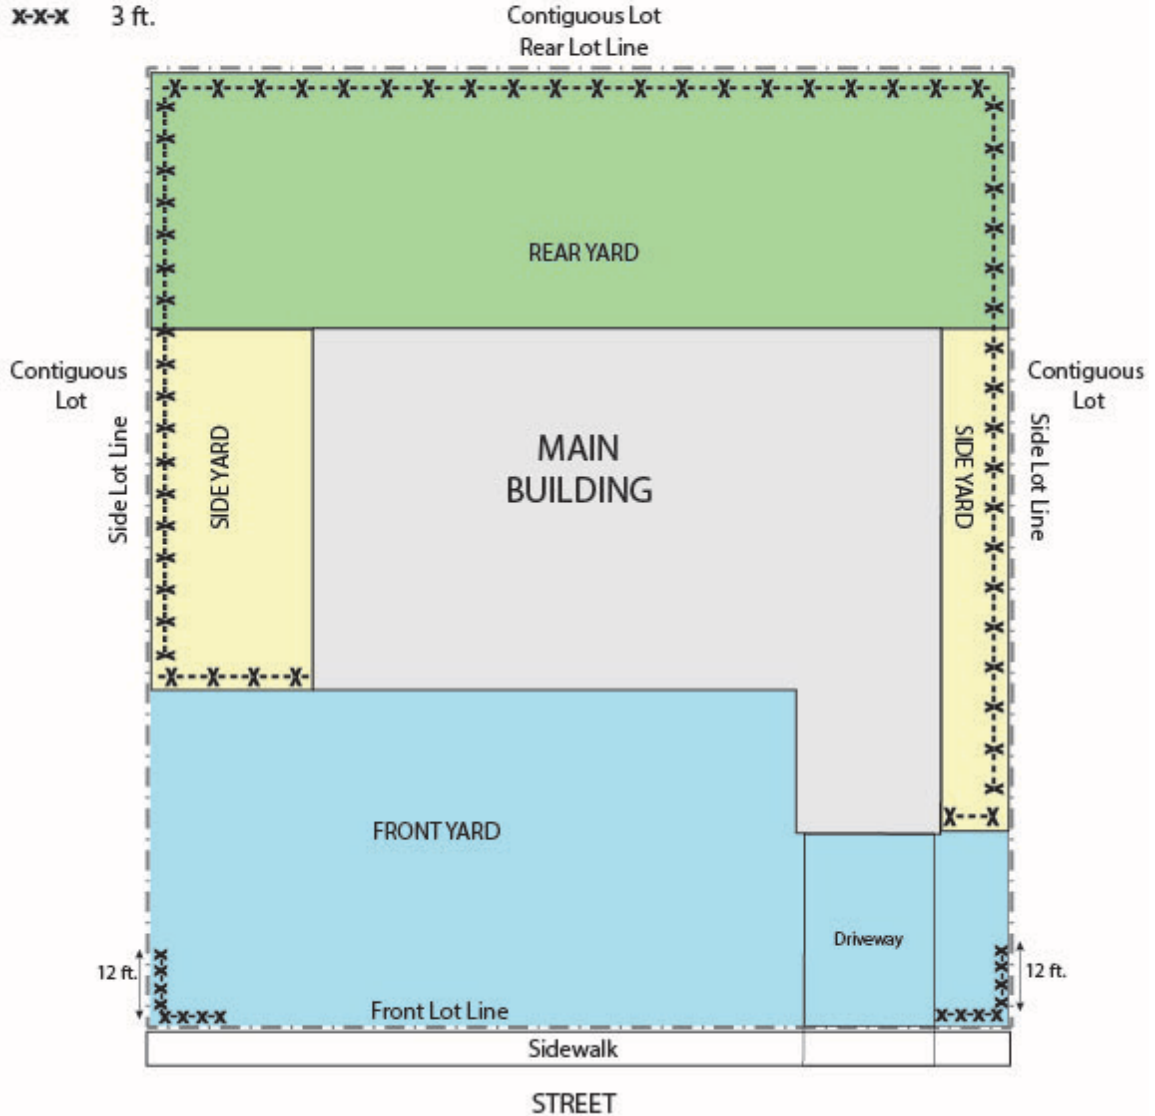 x-x-x 3 ft.
Contiguous Lot
Rear Lot Line
REAR YARD
Contiguous
Lot
Side Lot Line
SIDE YARD
MAIN
BUILDING
SIDE YARD
Side Lot Line
Contiguous
Lot
FRONT YARD
Driveway
12 ft.
12 ft.
Front Lot Line
Sidewalk
STREET